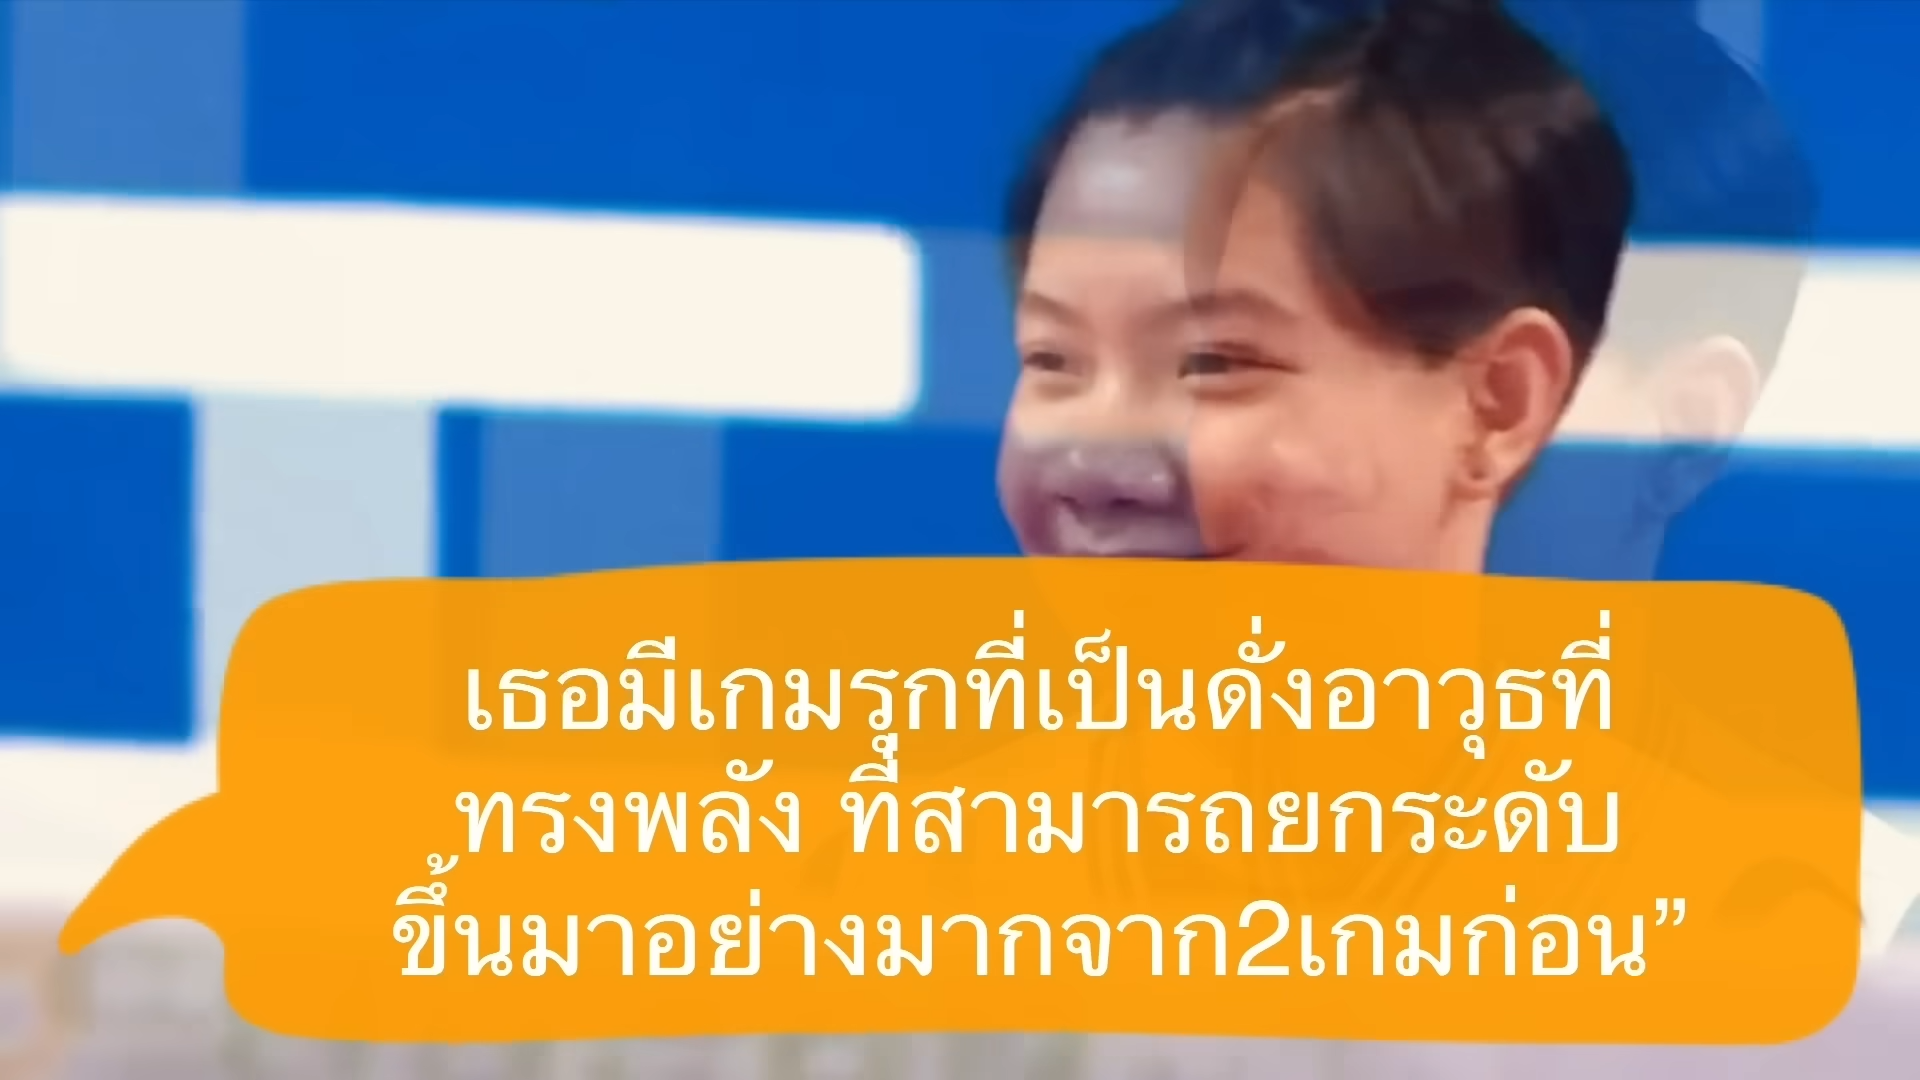 เธอมีเกมรุกที่เป็นดั่งอาวุธที่
ทรงพลัง ที่สามารถยกระดับ
ขึ้นมาอย่างมากจาก2เกมก่อน”